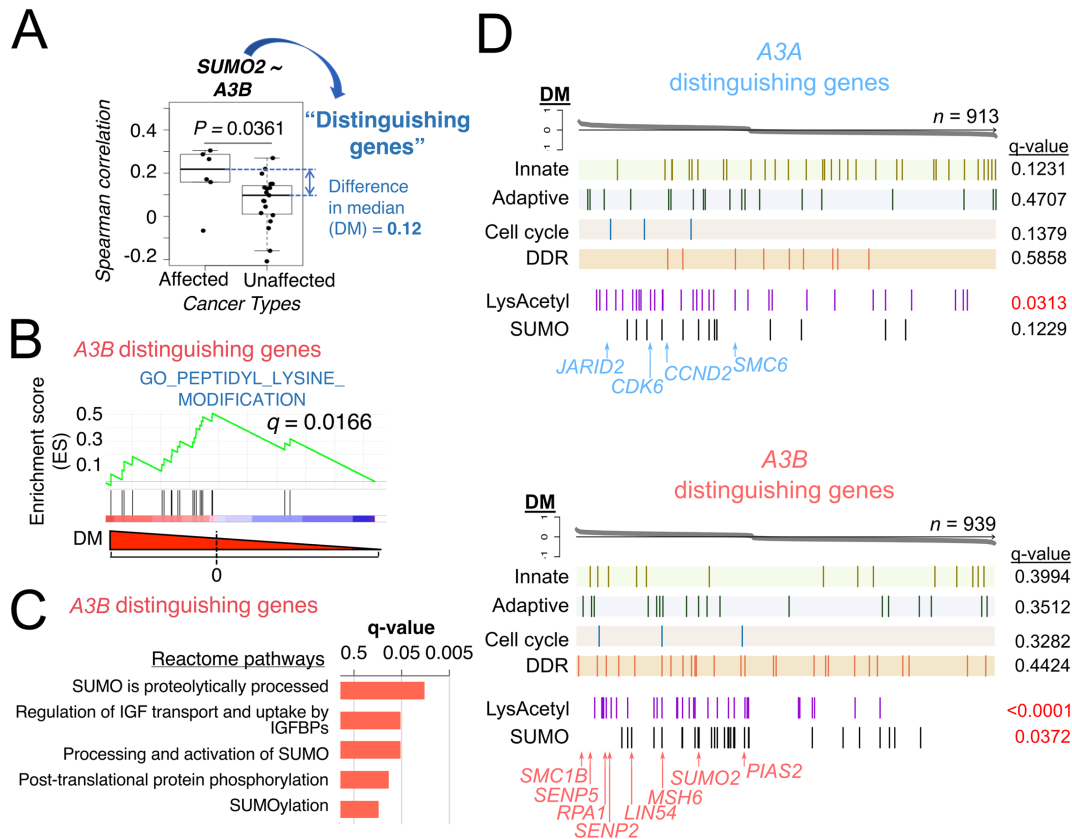 A
SUMO2 ~
A3B
P = 0.0361
"Distinguishing
genes"
Difference
in median
(DM) = 0.12
Spearman correlation
0.4
0.2
0
-0.2
Affected
Unaffected
Cancer Types
B
A3B distinguishing genes
GO_PEPTIDYL_LYSINE_
MODIFICATION
q = 0.0166
Enrichment score
(ES)
0.5
0.3
0.1
DM
0
C
A3B distinguishing genes
q-value
Reactome pathways
0.5
0.05
0.005
SUMO is proteolytically processed
Regulation of IGF transport and uptake by
IGFBPs
Processing and activation of SUMO
Post-translational protein phosphorylation
SUMOylation
D
A3A
distinguishing genes
DM
1
0
-1
n = 913
q-value
Innate
0.1231
Adaptive
0.4707
Cell cycle
0.1379
DDR
0.5858
LysAcetyl
0.0313
SUMO
0.1229
JARID2
CDK6
CCND2
SMC6
A3B
distinguishing genes
DM
1
0
-1
n = 939
q-value
Innate
0.3994
Adaptive
0.3512
Cell cycle
0.3282
DDR
0.4424
LysAcetyl
<0.0001
SUMO
0.0372
SMC1B
SENP5
RPA1
SENP2
LIN54
MSH6
SUMO2
PIAS2